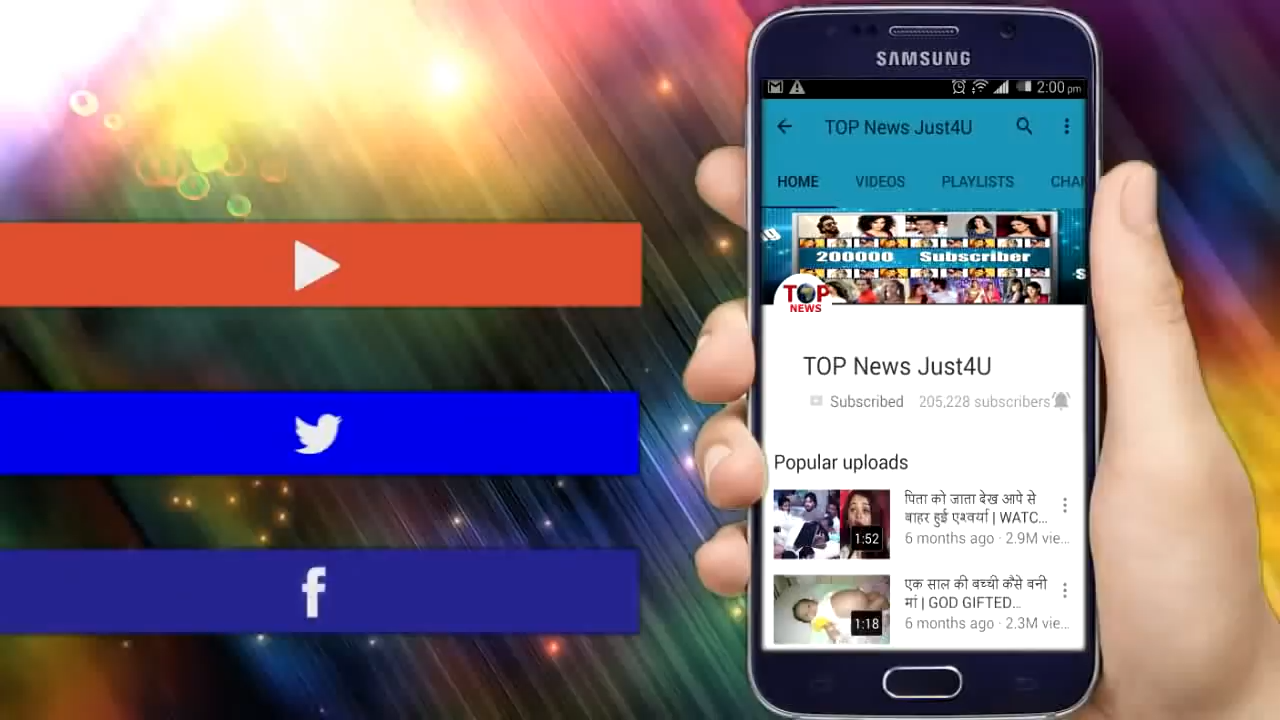 SAMSUNG
2:00 pm
TOP News Just4U
HOME VIDEOS PLAYLISTS CHAN
200000 Subscriber
TOP
NEWS
TOP News Just4U
Subscribed 205,228 subscribers
Popular uploads
पिता को जाता देख आपे से
बाहर हुई एश्वर्या | WATC...
6 months ago · 2.9M vie...
1:52
एक साल की बच्ची कैसे बनी
मां | GOD GIFTED...
6 months ago · 2.3M vie...
1:18